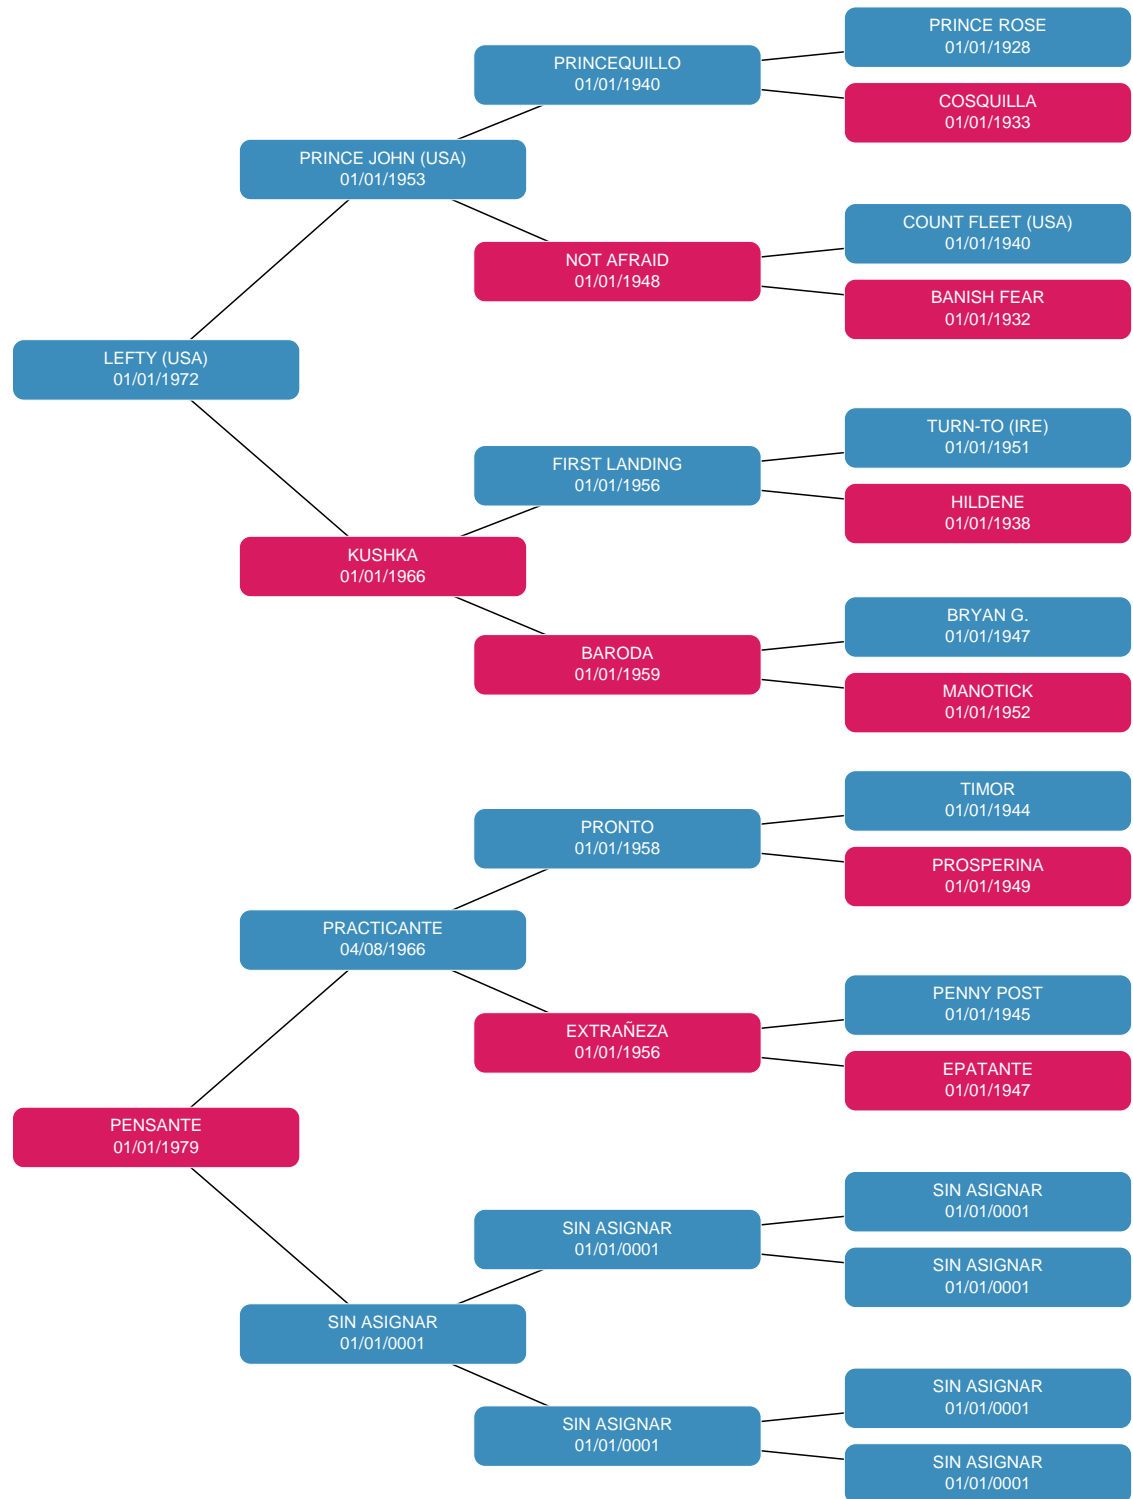 PRINCE ROSE
01/01/1928
PRINCEQUILLO
01/01/1940
COSQUILLA
01/01/1933
PRINCE JOHN (USA)
01/01/1953
COUNT FLEET (USA)
01/01/1940
NOT AFRAID
01/01/1948
BANISH FEAR
01/01/1932
LEFTY (USA)
01/01/1972
TURN-TO (IRE)
01/01/1951
FIRST LANDING
01/01/1956
HILDENE
01/01/1938
KUSHKA
01/01/1966
BRYAN G.
01/01/1947
BARODA
01/01/1959
MANOTICK
01/01/1952
TIMOR
01/01/1944
PRONTO
01/01/1958
PROSPERINA
01/01/1949
PRACTICANTE
04/08/1966
PENNY POST
01/01/1945
EXTRAÑEZA
01/01/1956
EPATANTE
01/01/1947
PENSANTE
01/01/1979
SIN ASIGNAR
01/01/0001
SIN ASIGNAR
01/01/0001
SIN ASIGNAR
01/01/0001
SIN ASIGNAR
01/01/0001
SIN ASIGNAR
01/01/0001
SIN ASIGNAR
01/01/0001
SIN ASIGNAR
01/01/0001